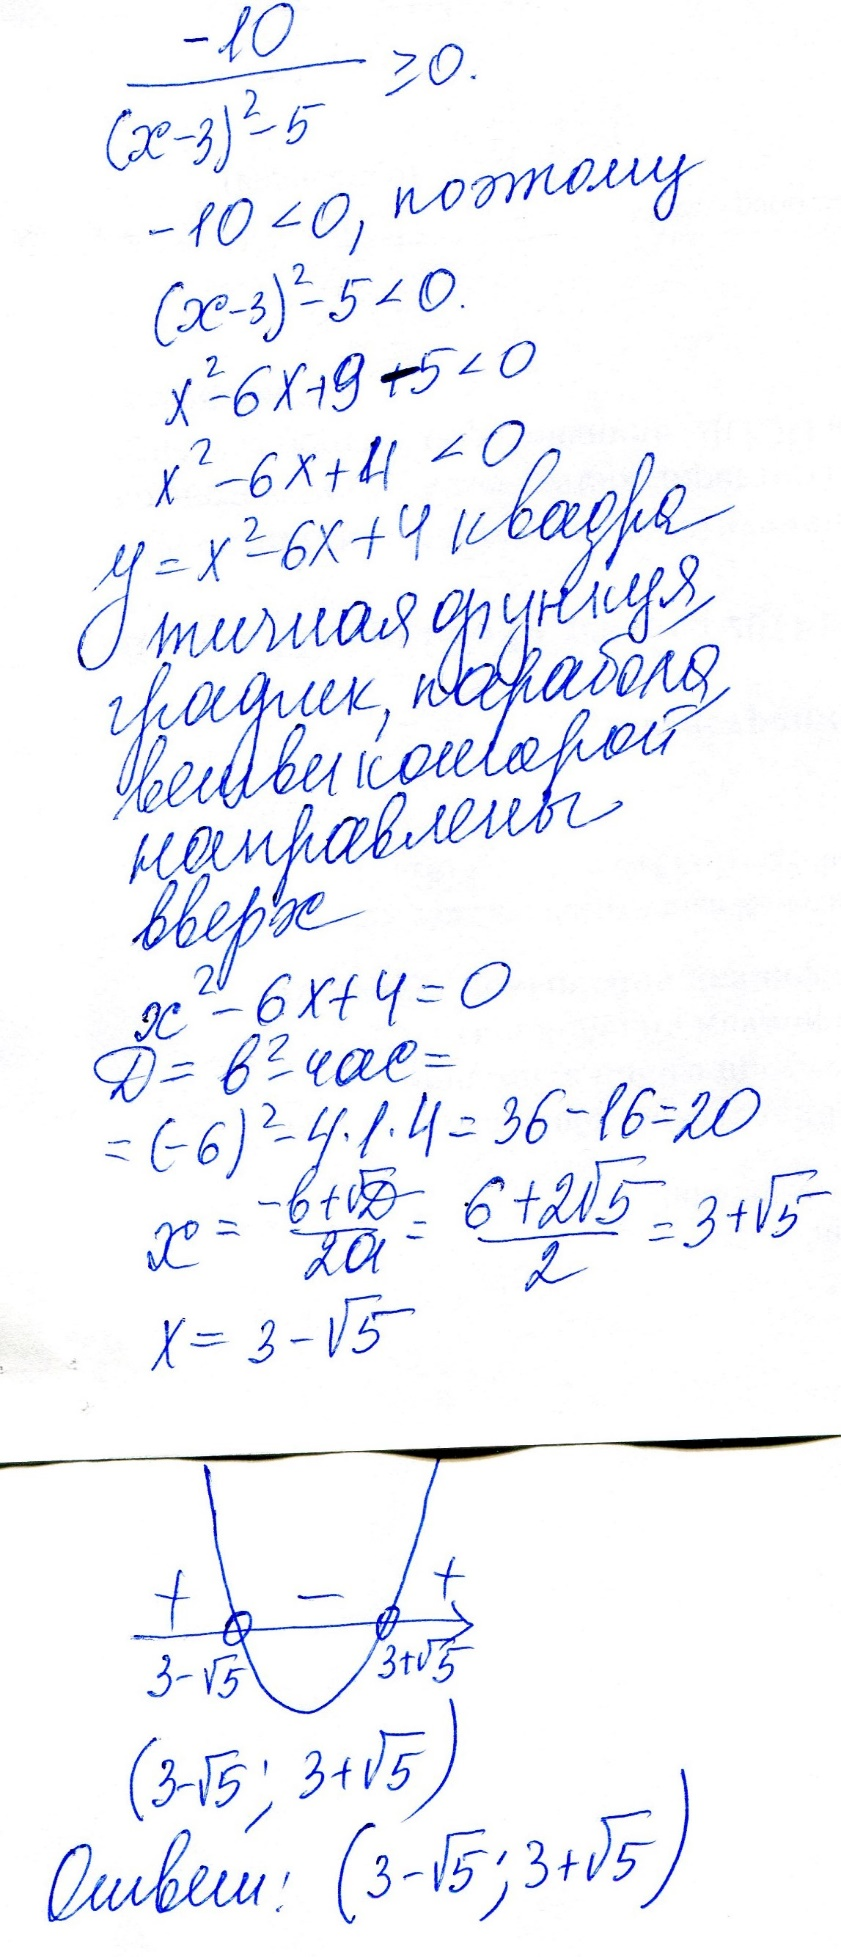 -10
――― ≥ 0.
(x-3)²-5
-10 < 0, поэтому
(x-3)²-5 < 0.
x²-6x+9-5 < 0
x²-6x+4 < 0
y = x²-6x+4 квадра
тичная функуя
график, парабола
ветви которой
направлены
вверх
x²-6x+4 = 0
D = b²-4ac =
= (-6)²-4·1·4 = 36-16=20
x = (-b+√D)/2a = (6+2√5)/2 = 3+√5
x = 3-√5
+ - +
3-√5 3+√5
(3-√5; 3+√5)
Ответ: (3-√5; 3+√5)